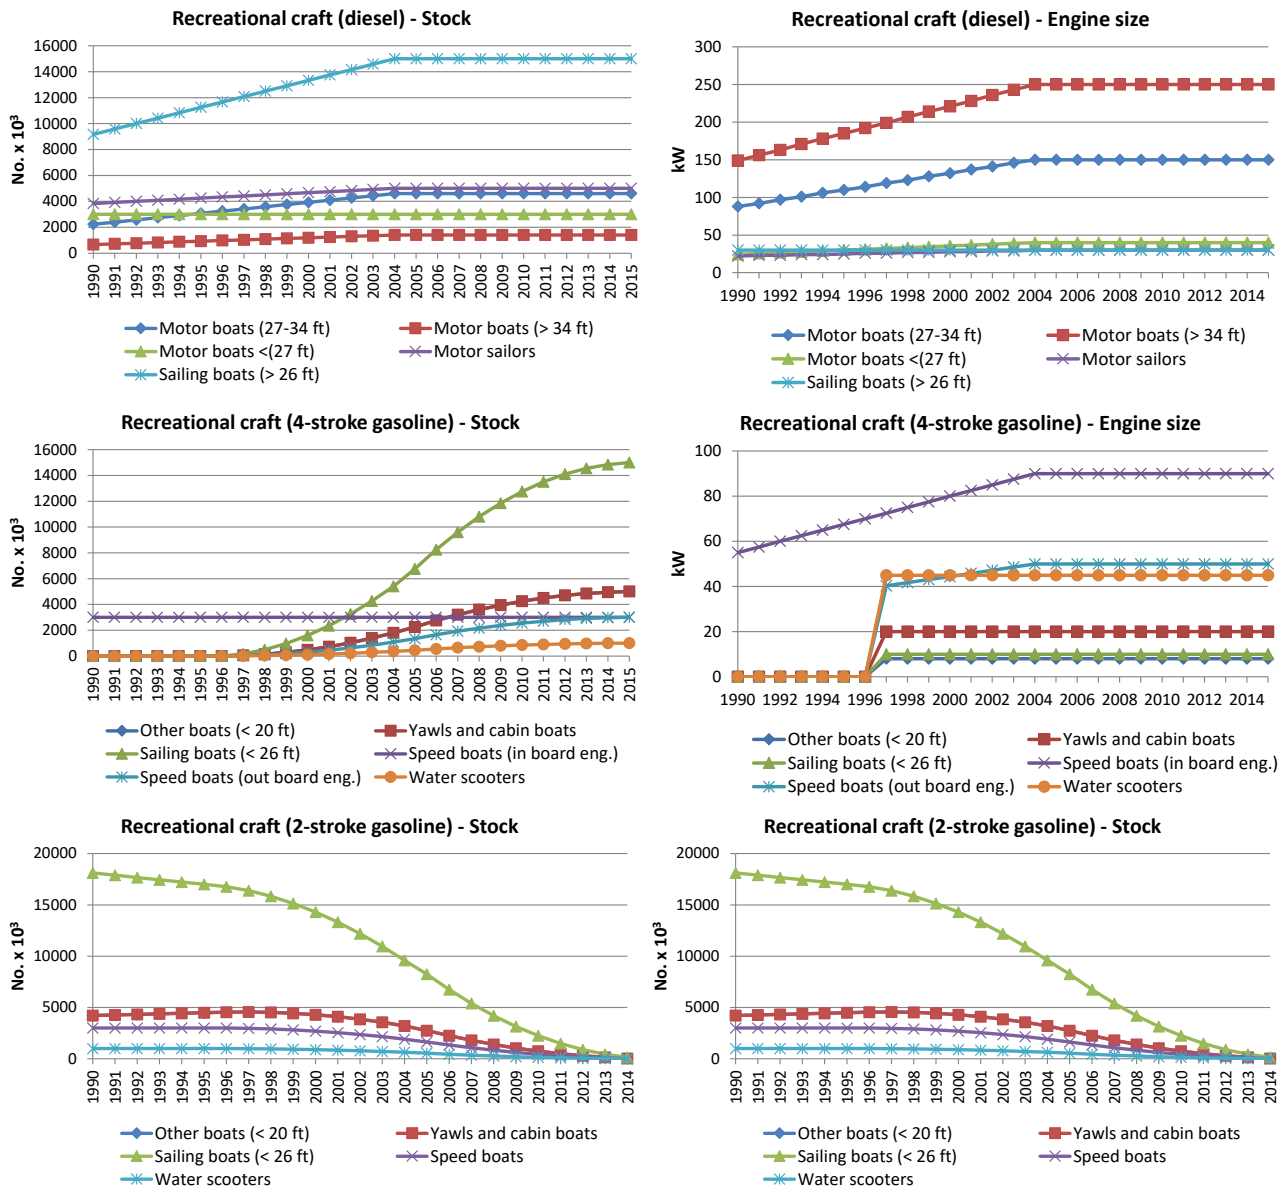 Recreational craft (diesel) - Stock
No. x 10³
16000
14000
12000
10000
8000
6000
4000
2000
0
1990 1991 1992 1993 1994 1995 1996 1997 1998 1999 2000 2001 2002 2003 2004 2005 2006 2007 2008 2009 2010 2011 2012 2013 2014 2015
Motor boats (27-34 ft) Motor boats (> 34 ft)
Motor boats <(27 ft) Motor sailors
Sailing boats (> 26 ft)
Recreational craft (diesel) - Engine size
kW
300
250
200
150
100
50
0
1990 1992 1994 1996 1998 2000 2002 2004 2006 2008 2010 2012 2014
Motor boats (27-34 ft) Motor boats (> 34 ft)
Motor boats <(27 ft) Motor sailors
Sailing boats (> 26 ft)
Recreational craft (4-stroke gasoline) - Stock
No. x 10³
16000
14000
12000
10000
8000
6000
4000
2000
0
1990 1991 1992 1993 1994 1995 1996 1997 1998 1999 2000 2001 2002 2003 2004 2005 2006 2007 2008 2009 2010 2011 2012 2013 2014 2015
Other boats (< 20 ft) Yawls and cabin boats
Sailing boats (< 26 ft) Speed boats (in board eng.)
Speed boats (out board eng.) Water scooters
Recreational craft (4-stroke gasoline) - Engine size
kW
100
80
60
40
20
0
1990 1992 1994 1996 1998 2000 2002 2004 2006 2008 2010 2012 2014
Other boats (< 20 ft) Yawls and cabin boats
Sailing boats (< 26 ft) Speed boats (in board eng.)
Speed boats (out board eng.) Water scooters
Recreational craft (2-stroke gasoline) - Stock
No. x 10³
20000
15000
10000
5000
0
1990 1991 1992 1993 1994 1995 1996 1997 1998 1999 2000 2001 2002 2003 2004 2005 2006 2007 2008 2009 2010 2011 2012 2013 2014
Other boats (< 20 ft) Yawls and cabin boats
Sailing boats (< 26 ft) Speed boats
Water scooters
Recreational craft (2-stroke gasoline) - Stock
No. x 10³
20000
15000
10000
5000
0
1990 1991 1992 1993 1994 1995 1996 1997 1998 1999 2000 2001 2002 2003 2004 2005 2006 2007 2008 2009 2010 2011 2012 2013 2014
Other boats (< 20 ft) Yawls and cabin boats
Sailing boats (< 26 ft) Speed boats
Water scooters